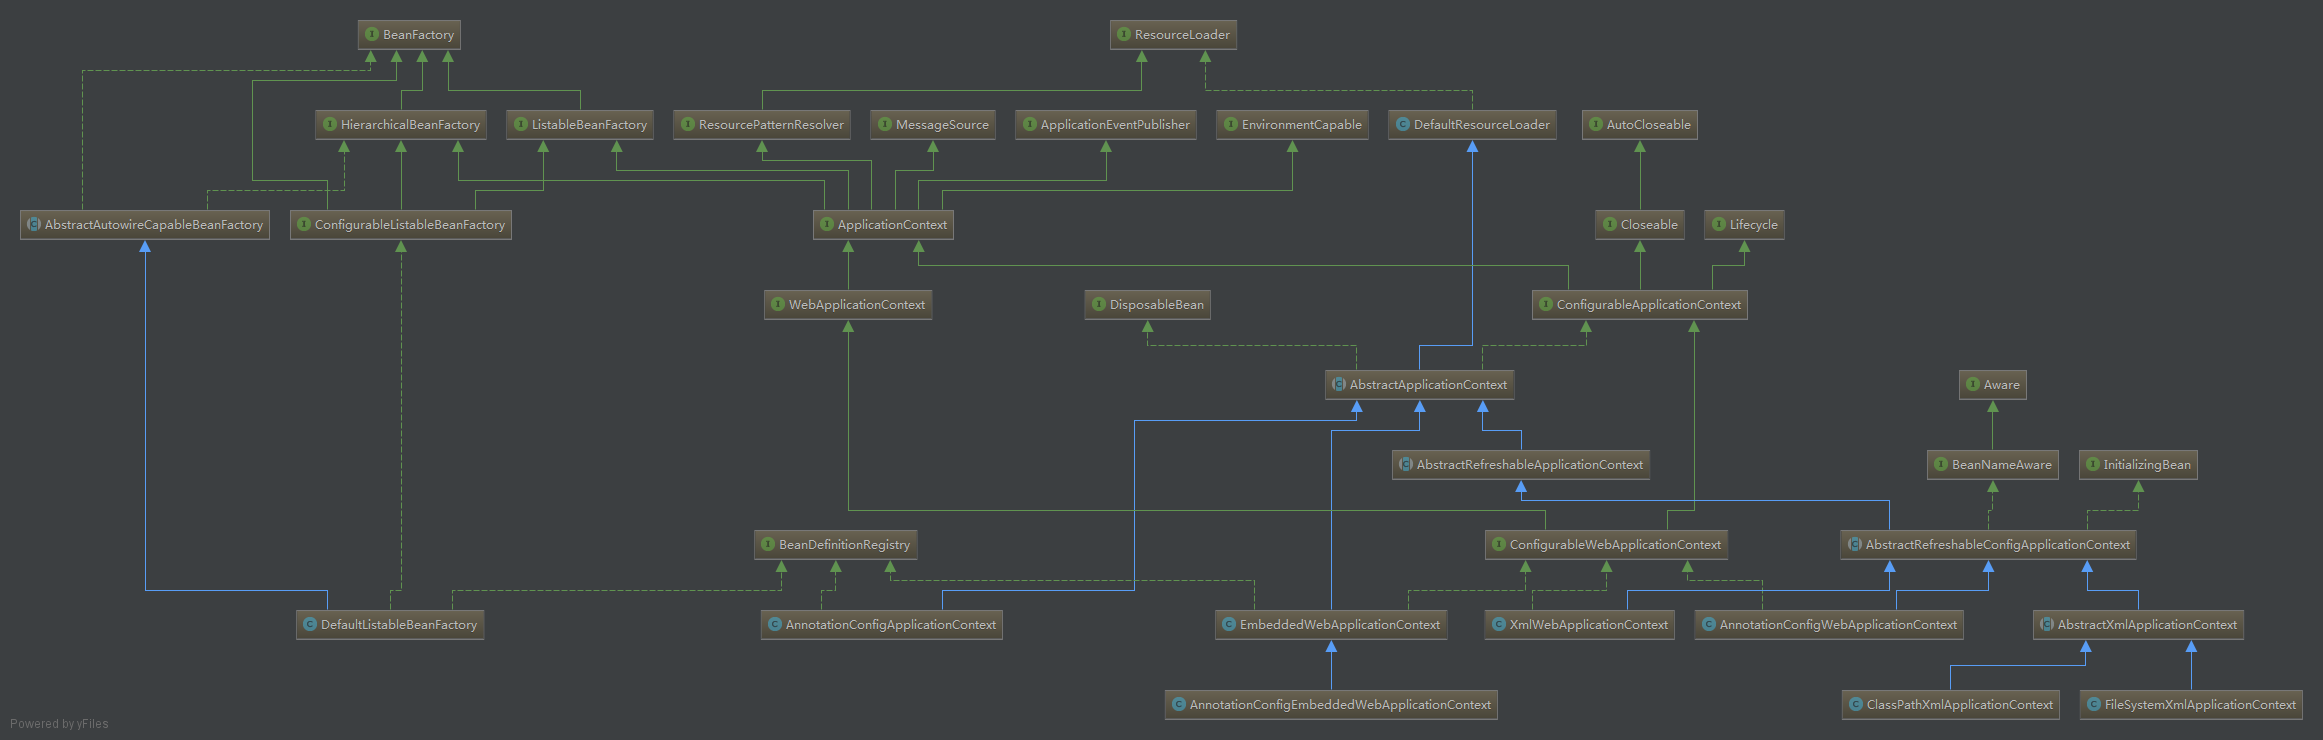 BeanFactory
ResourceLoader
HierarchicalBeanFactory
ListableBeanFactory
ResourcePatternResolver
MessageSource
ApplicationEventPublisher
EnvironmentCapable
DefaultResourceLoader
AutoCloseable
AbstractAutowireCapableBeanFactory
ConfigurableListableBeanFactory
ApplicationContext
Closeable
Lifecycle
WebApplicationContext
DisposableBean
ConfigurableApplicationContext
AbstractApplicationContext
Aware
AbstractRefreshableApplicationContext
BeanNameAware
InitializingBean
BeanDefinitionRegistry
ConfigurableWebApplicationContext
AbstractRefreshableConfigApplicationContext
DefaultListableBeanFactory
AnnotationConfigApplicationContext
EmbeddedWebApplicationContext
XmlWebApplicationContext
AnnotationConfigWebApplicationContext
AbstractXmlApplicationContext
AnnotationConfigEmbeddedWebApplicationContext
ClassPathXmlApplicationContext
FileSystemXmlApplicationContext
Powered by yFiles